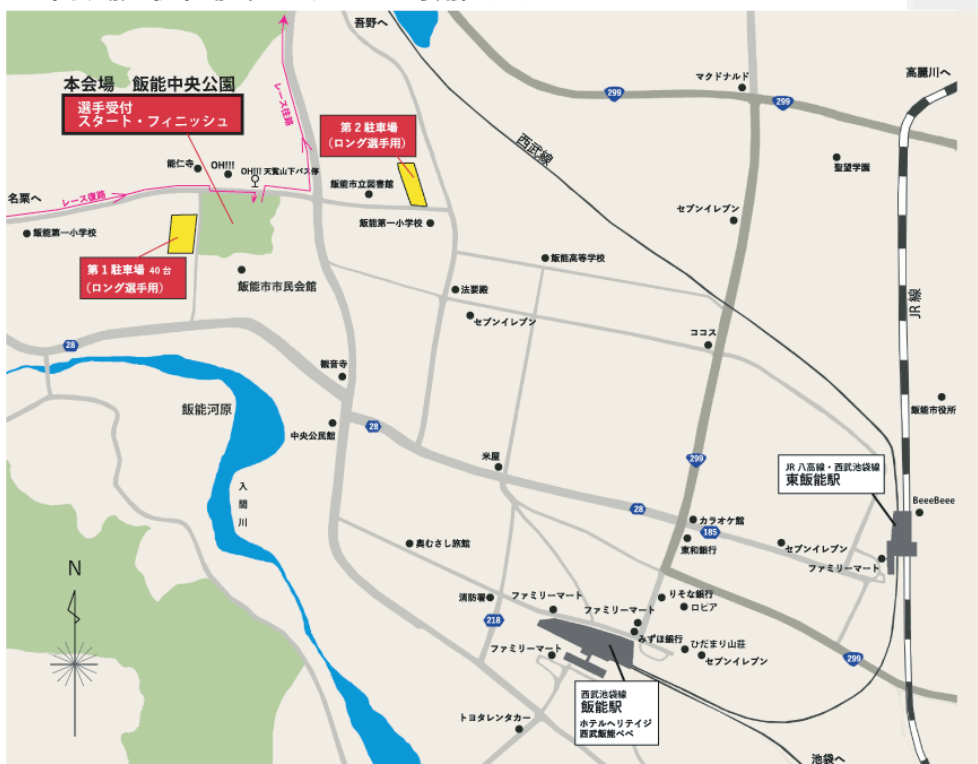 吾野へ
マクドナルド
高麗川へ
本会場 飯能中央公園
選手受付
スタート・フィニッシュ
レース往路
299
299
第2駐車場
(ロング選手用)
西武線
能仁寺
OH!!!
OH!!! 天覧山下バス停
聖望学園
名栗へ
レース復路
飯能市立図書館
飯能第一小学校
飯能第一小学校
セブンイレブン
第1駐車場 40台
(ロング選手用)
飯能市市民会館
飯能高等学校
法要殿
セブンイレブン
JR線
ココス
28
観音寺
飯能河原
中央公民館
28
飯能市役所
米屋
299
JR八高線・西武池袋線
東飯能駅
入間川
28
カラオケ館
185
BeeeBeee
東和銀行
セブンイレブン
ファミリーマート
奥むさし旅館
N
消防署
ファミリーマート
りそな銀行
ロピア
ファミリーマート
218
みずほ銀行
ひだまり山荘
ファミリーマート
セブンイレブン
299
西武池袋線
飯能駅
ホテルヘリテイジ
西武飯能ぺぺ
トヨタレンタカー
池袋へ